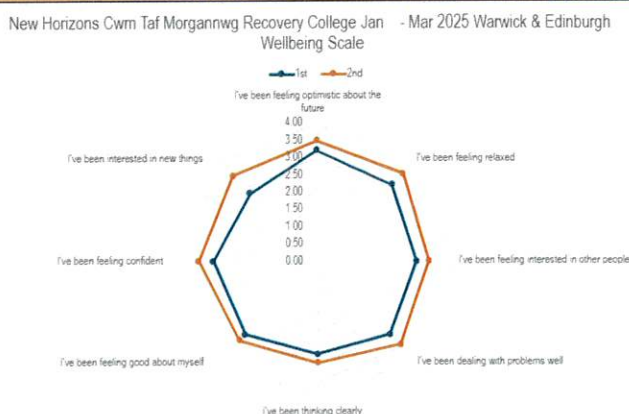 New Horizons Cwm Taf Morgannwg Recovery College Jan - Mar 2025 Warwick & Edinburgh
Wellbeing Scale
1st 2nd
I've been feeling optimistic about the
future
4.00
3.50
3.00
2.50
2.00
1.50
1.00
0.50
0.00
I've been feeling relaxed
I've been feeling interested in other people
I've been dealing with problems well
I've been thinking clearly
I've been feeling good about myself
I've been feeling confident
I've been interested in new things